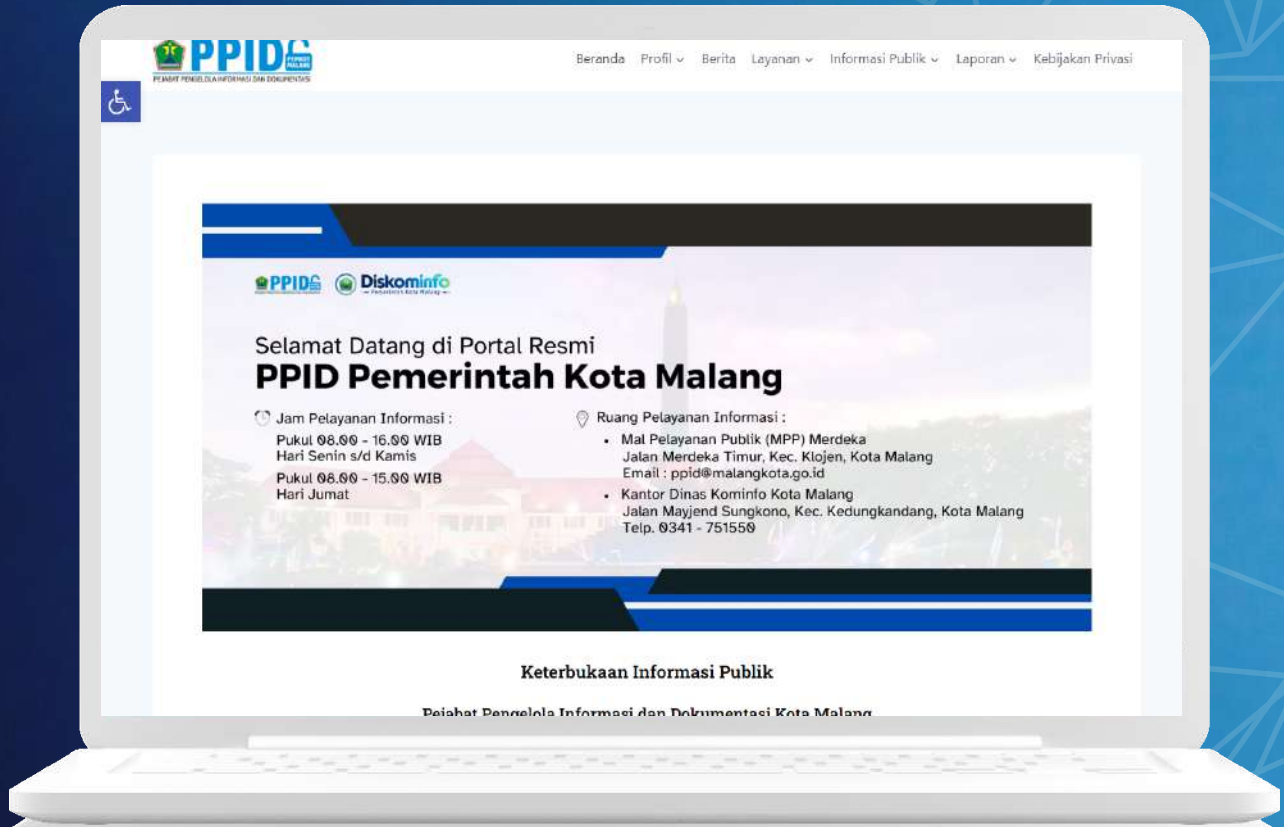 PPID
PEJABAT PENGELOLA INFORMASI DAN DOKUMENTASI
Beranda Profil Berita Layanan Informasi Publik Laporan Kebijakan Privasi
PPID Diskominfo
Pemerintah Kota Malang
Selamat Datang di Portal Resmi
PPID Pemerintah Kota Malang
Jam Pelayanan Informasi :
Pukul 08.00 - 16.00 WIB
Hari Senin s/d Kamis
Pukul 08.00 - 15.00 WIB
Hari Jumat
Ruang Pelayanan Informasi :
• Mal Pelayanan Publik (MPP) Merdeka
Jalan Merdeka Timur, Kec. Klojen, Kota Malang
Email : ppid@malangkota.go.id
• Kantor Dinas Kominfo Kota Malang
Jalan Mayjend Sungkono, Kec. Kedungkandang, Kota Malang
Telp. 0341 - 751550
Keterbukaan Informasi Publik
Pejabat Pengelola Informasi dan Dokumentasi Kota Malang